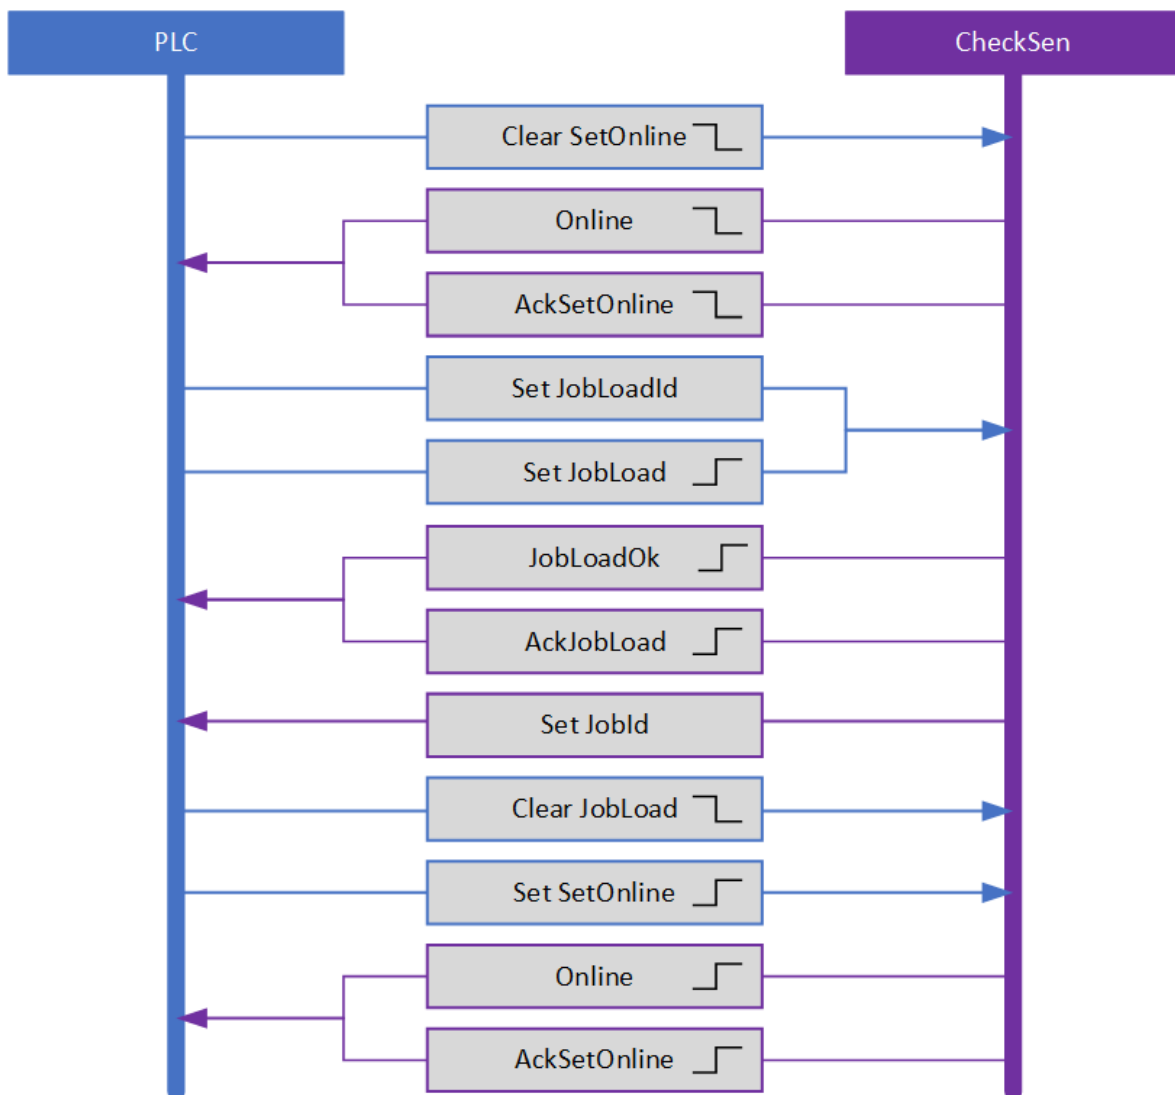 PLC
CheckSen
Clear SetOnline
Online
AckSetOnline
Set JobLoadId
Set JobLoad
JobLoadOk
AckJobLoad
Set JobId
Clear JobLoad
Set SetOnline
Online
AckSetOnline